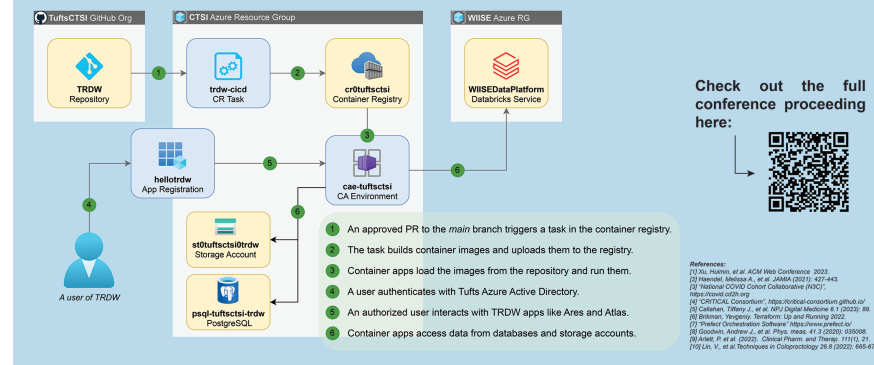 TuftsCTSI GitHub Org
CTSI Azure Resource Group
WIISE Azure RG
TRDW
Repository
1
trdw-cicd
CR Task
2
cr0tuftsctsi
Container Registry
WIISEDataPlatform
Databricks Service
3
hellotrdw
App Registration
5
cae-tuftsctsi
CA Environment
6
4
6
st0tuftsctsi0trdw
Storage Account
psql-tuftsctsi-trdw
PostgreSQL
A user of TRDW
1 An approved PR to the main branch triggers a task in the container registry.
2 The task builds container images and uploads them to the registry.
3 Container apps load the images from the repository and run them.
4 A user authenticates with Tufts Azure Active Directory.
5 An authorized user interacts with TRDW apps like Ares and Atlas.
6 Container apps access data from databases and storage accounts.
Check out the full
conference proceeding
here:
References:
[1] Xu, Huimin, et al. ACM Web Conference 2023.
[2] Haendel, Melissa A., et al. JAMIA (2021): 427-443.
[3] "National COVID Cohort Collaborative (N3C)",
https://covid.cd2h.org
[4] "CRITICAL Consortium", https://critical-consortium.github.io/
[5] Callahan, Tiffany J., et al. NPJ Digital Medicine 6.1 (2023): 89.
[6] Brikman, Yevgeniy. Terraform: Up and Running 2022.
[7] "Prefect Orchestration Software" https://www.prefect.io/
[8] Goodwin, Andrew J., et al. Phys. meas. 41.3 (2020): 035008.
[9] Arlett, P. et al. (2022). Clinical Pharm. and Therap. 111(1), 21.
[10] Lin, V., et al.Techniques in Coloproctology 26.8 (2022): 665-67